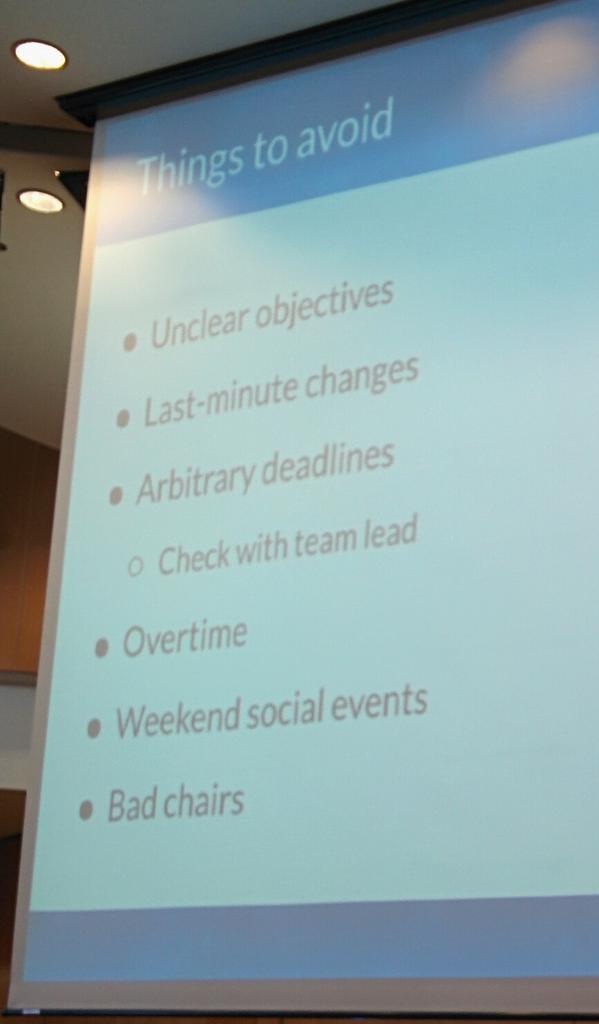 Things to avoid
● Unclear objectives
● Last-minute changes
● Arbitrary deadlines
○ Check with team lead
● Overtime
● Weekend social events
● Bad chairs